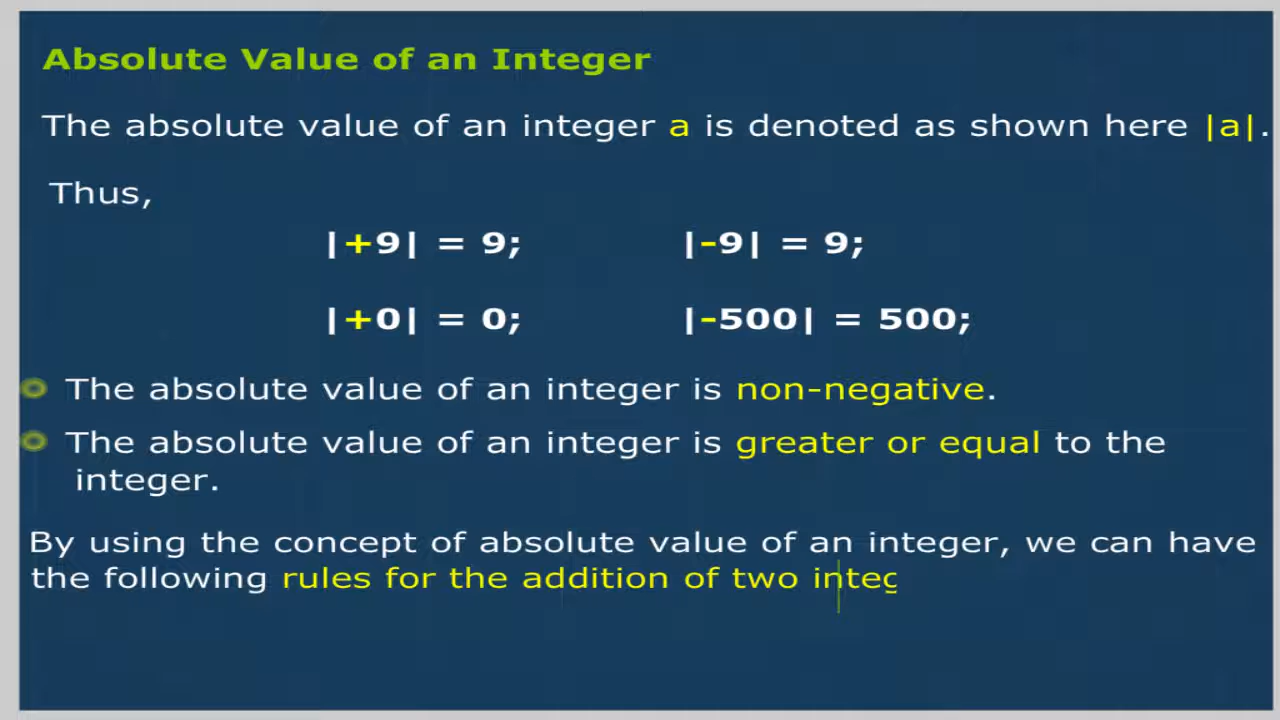 Absolute Value of an Integer
The absolute value of an integer a is denoted as shown here |a|.
Thus,
|+9| = 9; |–9| = 9;
|+0| = 0; |–500| = 500;
The absolute value of an integer is non-negative.
The absolute value of an integer is greater or equal to the
integer.
By using the concept of absolute value of an integer, we can have
the following rules for the addition of two integ